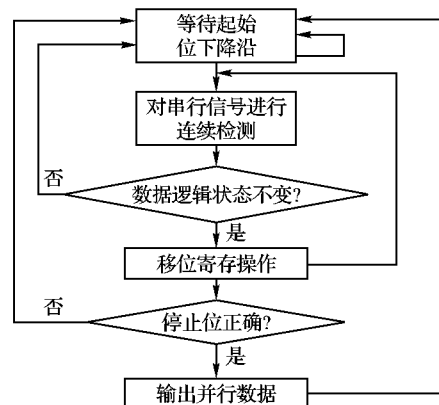 等待起始
位下降沿
对串行信号进行
连续检测
否
数据逻辑状态不变?
是
移位寄存操作
否
停止位正确?
是
输出并行数据